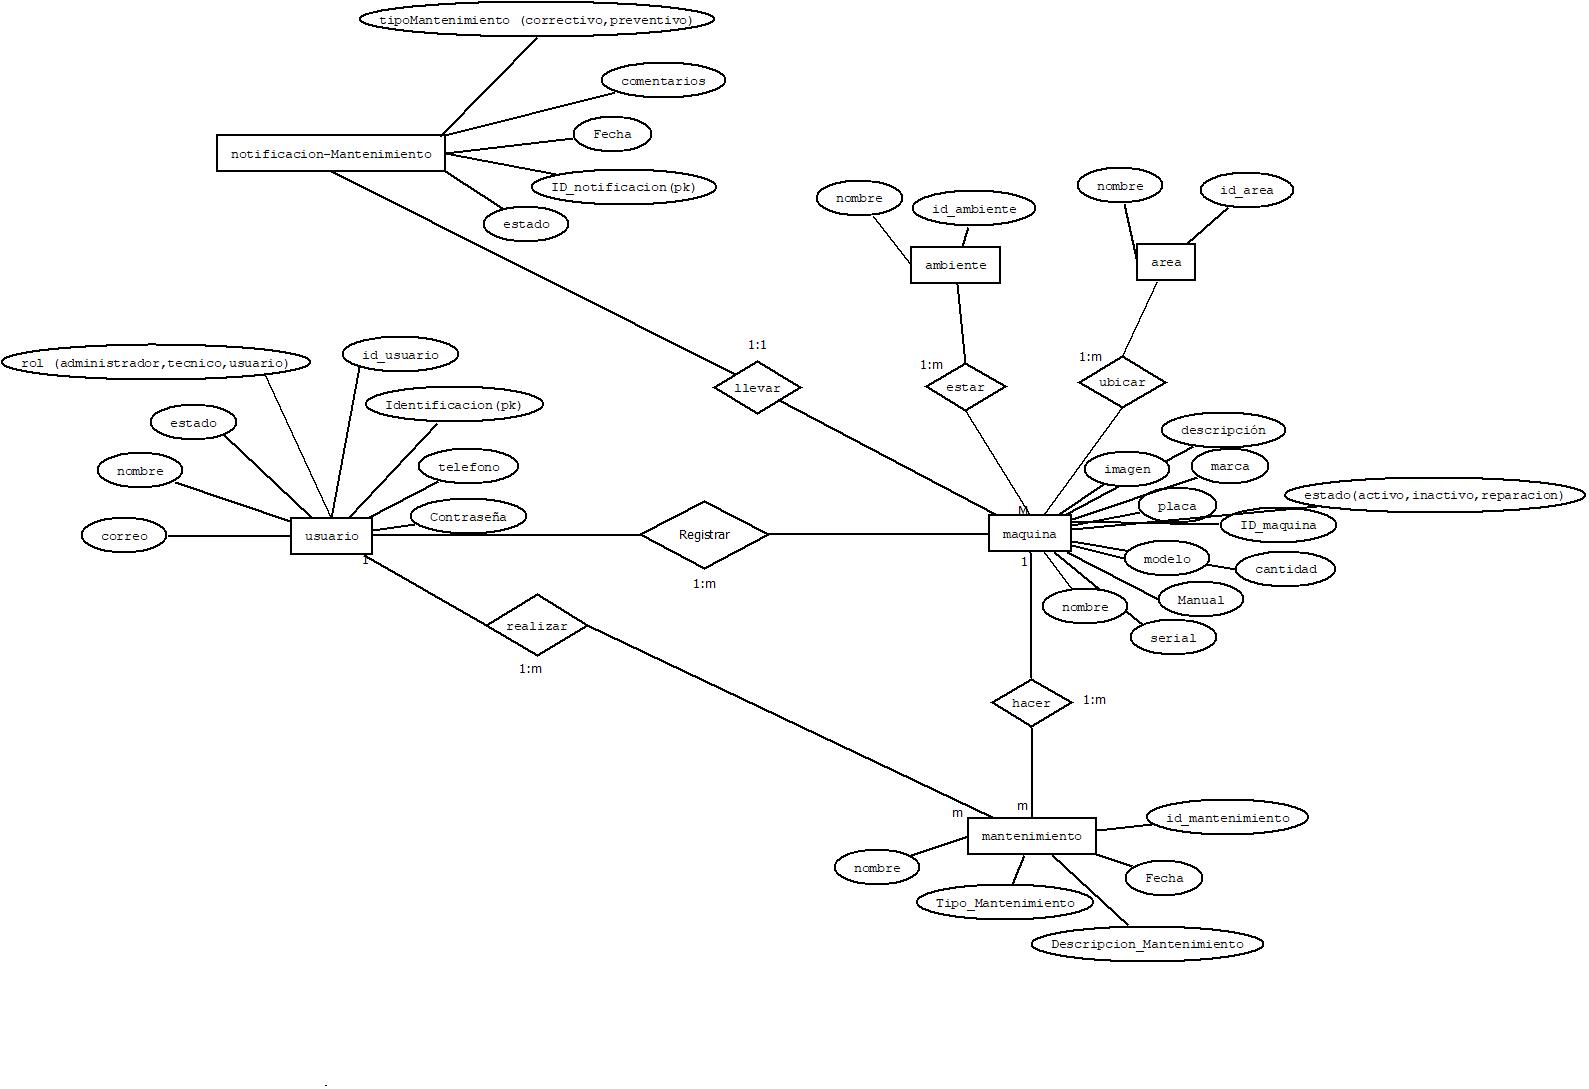 tipoMantenimiento (correctivo,preventivo)
comentarios
Fecha
notificacion-Mantenimiento
ID_notificacion(pk)
estado
nombre
id_ambiente
nombre
id_area
ambiente
area
1:1
llevar
1:m
estar
1:m
ubicar
rol (administrador,tecnico,usuario)
id_usuario
Identificacion(pk)
estado
nombre
telefono
Contraseña
correo
usuario
1
Registrar
1:m
M
maquina
1
descripción
imagen
marca
estado(activo,inactivo,reparacion)
placa
ID_maquina
modelo
cantidad
Manual
nombre
serial
realizar
1:m
hacer
1:m
m
m
mantenimiento
id_mantenimiento
nombre
Fecha
Tipo_Mantenimiento
Descripcion_Mantenimiento